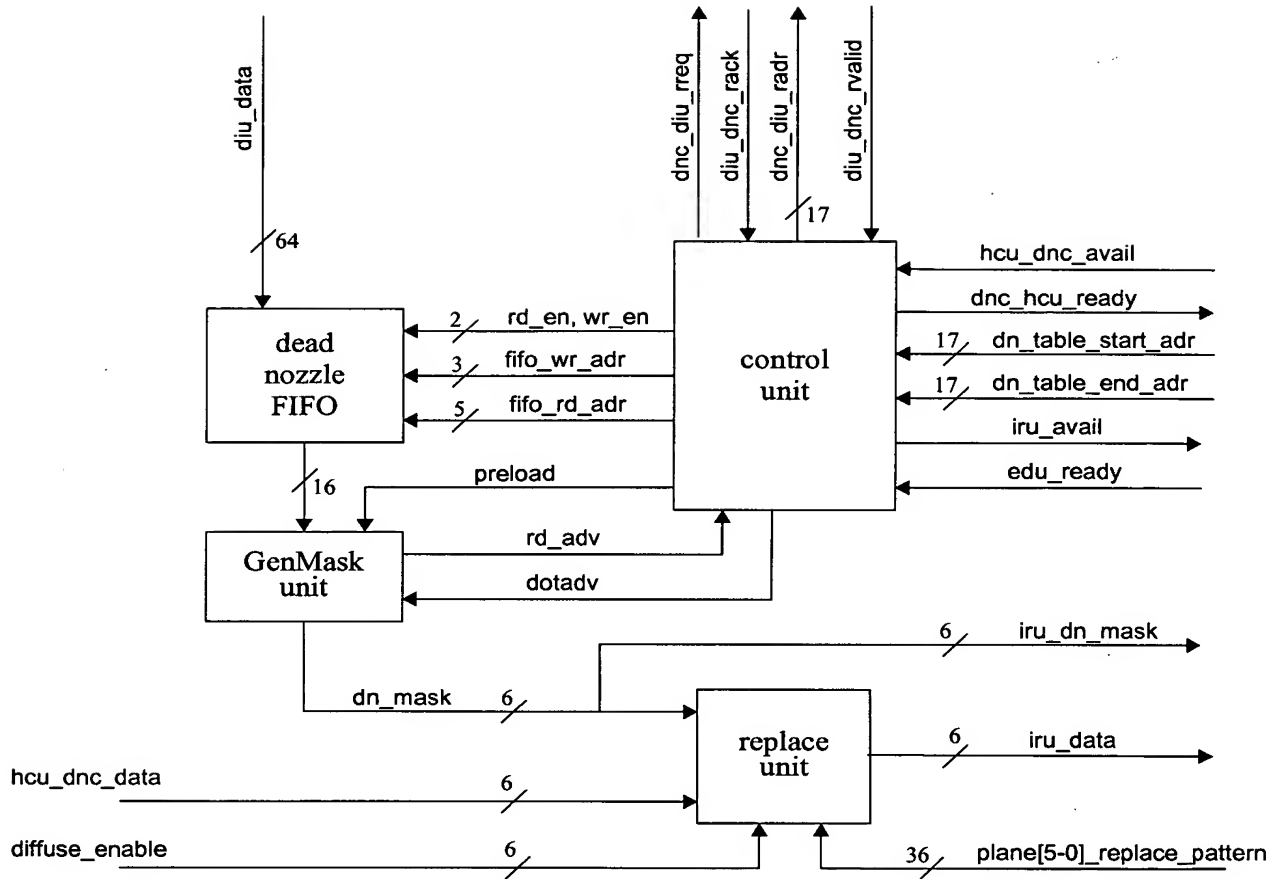 diu_data
64
dnc_diu_rreq
diu_dnc_rack
dnc_diu_radr
diu_dnc_rvalid
17
dead
nozzle
FIFO
2
rd_en, wr_en
3
fifo_wr_adr
5
fifo_rd_adr
control
unit
hcu_dnc_avail
dnc_hcu_ready
17
dn_table_start_adr
17
dn_table_end_adr
iru_avail
edu_ready
16
preload
GenMask
unit
rd_adv
dotadv
6
iru_dn_mask
dn_mask
6
replace
unit
6
iru_data
hcu_dnc_data
6
diffuse_enable
6
36
plane[5-0]_replace_pattern